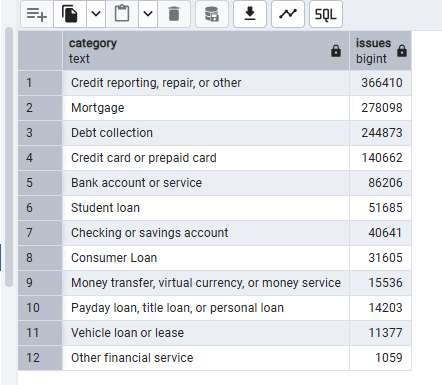 SQL
category issues
text bigint
1 Credit reporting, repair, or other 366410
2 Mortgage 278098
3 Debt collection 244873
4 Credit card or prepaid card 140662
5 Bank account or service 86206
6 Student loan 51685
7 Checking or savings account 40641
8 Consumer Loan 31605
9 Money transfer, virtual currency, or money service 15536
10 Payday loan, title loan, or personal loan 14203
11 Vehicle loan or lease 11377
12 Other financial service 1059